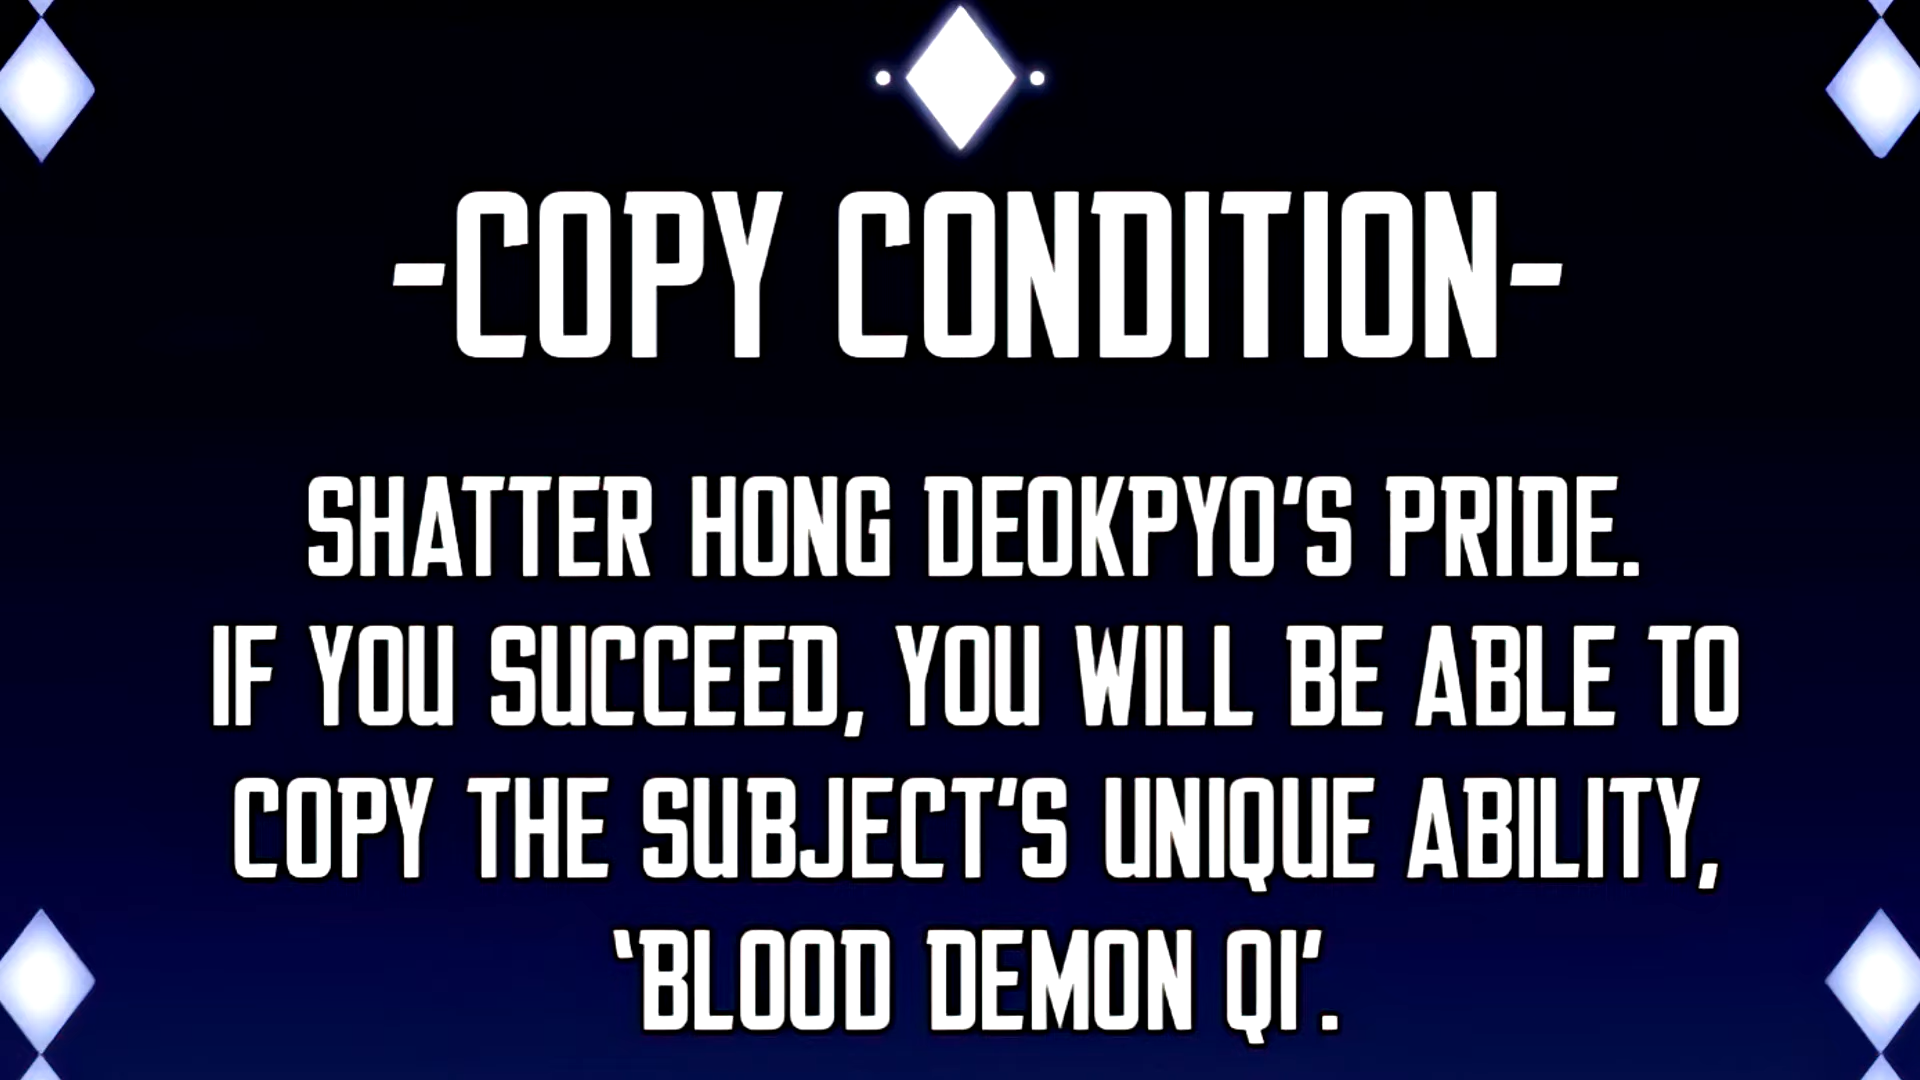 -COPY CONDITION-
SHATTER HONG DEOKPYO'S PRIDE.
IF YOU SUCCEED, YOU WILL BE ABLE TO
COPY THE SUBJECT'S UNIQUE ABILITY,
'BLOOD DEMON QI'.